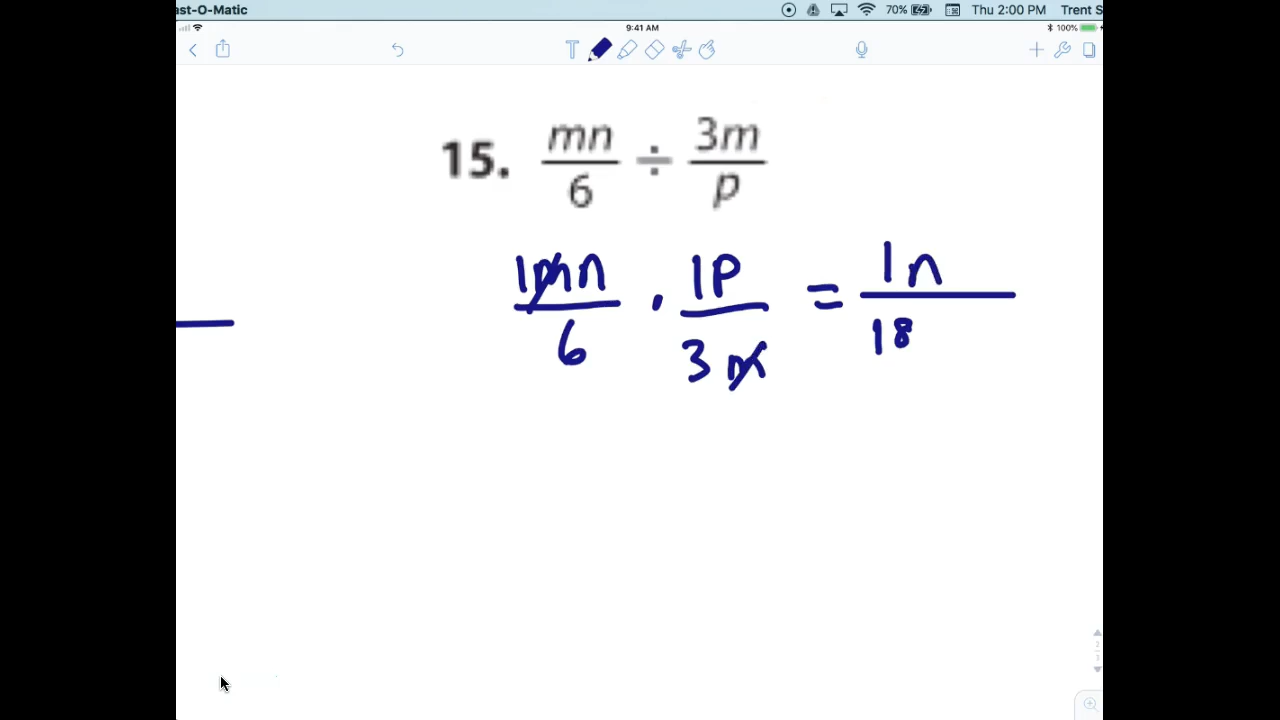 ast-O-Matic 70% Thu 2:00 PM Trent S
9:41 AM 100%
T
15. mn/6 ÷ 3m/p
1mn/6 · 1p/3m = 1n/18